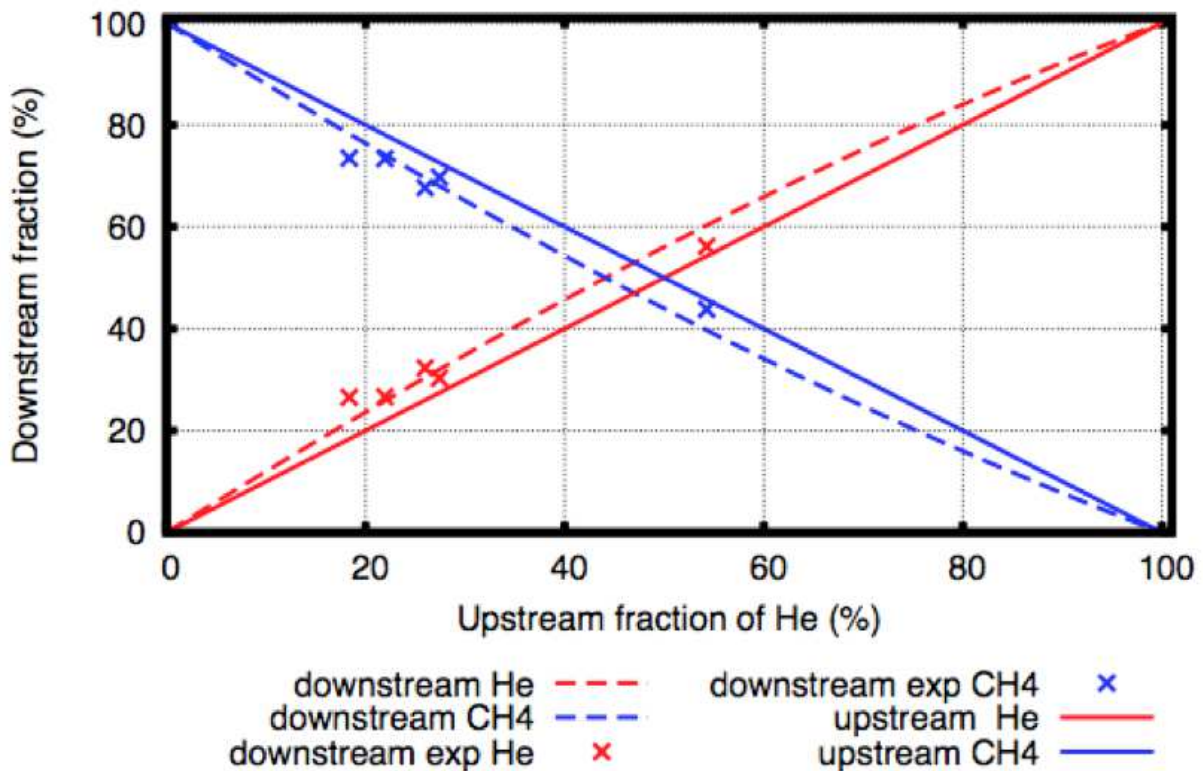 100
80
60
40
20
0
Downstream fraction (%)
0 20 40 60 80 100
Upstream fraction of He (%)
downstream He
downstream CH4
downstream exp He
downstream exp CH4
upstream He
upstream CH4